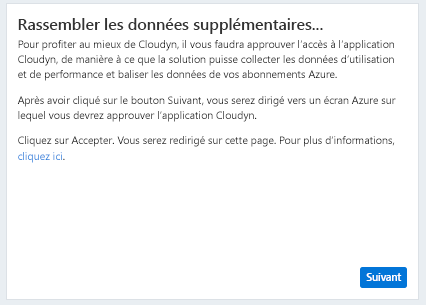 Rassembler les données supplémentaires...
Pour profiter au mieux de Cloudyn, il vous faudra approuver l'accès à l'application
Cloudyn, de manière à ce que la solution puisse collecter les données d'utilisation
et de performance et baliser les données de vos abonnements Azure.
Après avoir cliqué sur le bouton Suivant, vous serez dirigé vers un écran Azure sur
lequel vous devrez approuver l'application Cloudyn.
Cliquez sur Accepter. Vous serez redirigé sur cette page. Pour plus d'informations,
cliquez ici.
Suivant